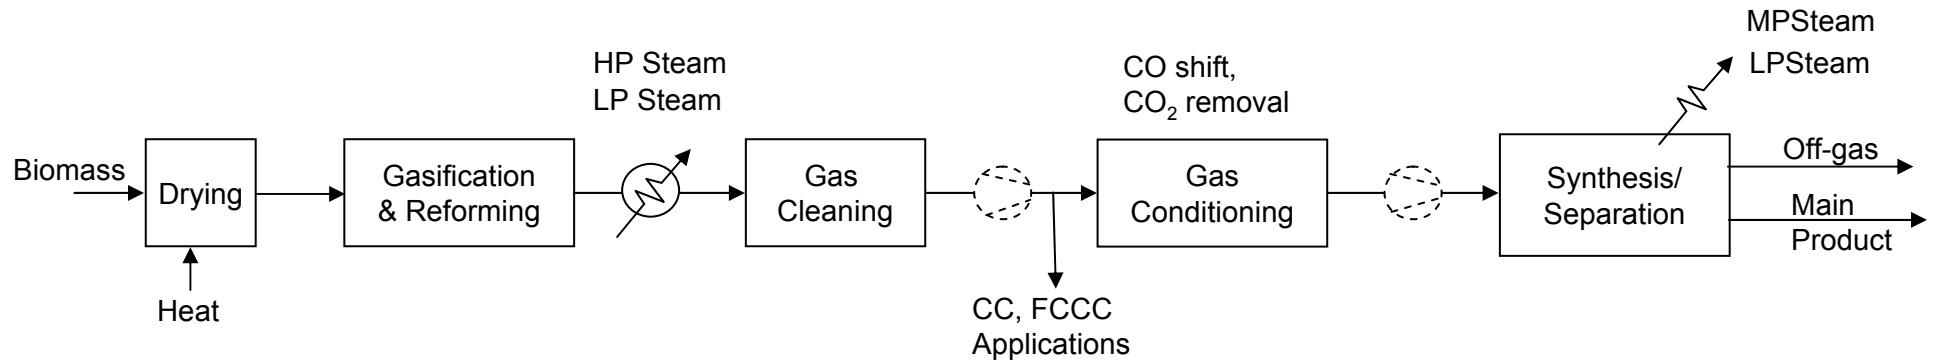 Biomass
Drying
Heat
Gasification
& Reforming
HP Steam
LP Steam
Gas
Cleaning
CC, FCCC
Applications
CO shift,
CO₂ removal
Gas
Conditioning
Synthesis/
Separation
MPSteam
LPSteam
Off-gas
Main
Product